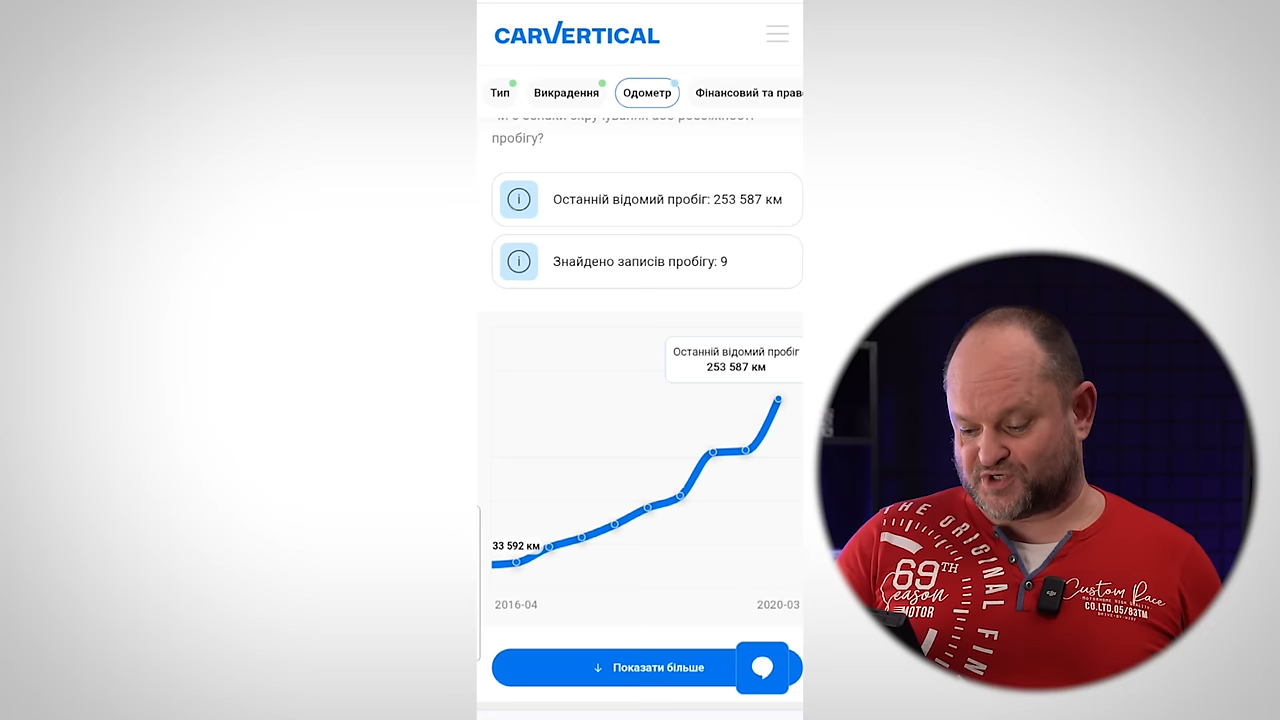 CARVERTICAL
Тип
Викрадення
Одометр
Фінансовий та прав
пробігу?
Останній відомий пробіг: 253 587 км
Знайдено записів пробігу: 9
Останній відомий пробіг
253 587 км
33 592 км
2016-04
2020-03
Показати більше
THE ORIGINAL FIN
69TH
Season
MOTOR
Custom Race
CO.LTD.05/83TM